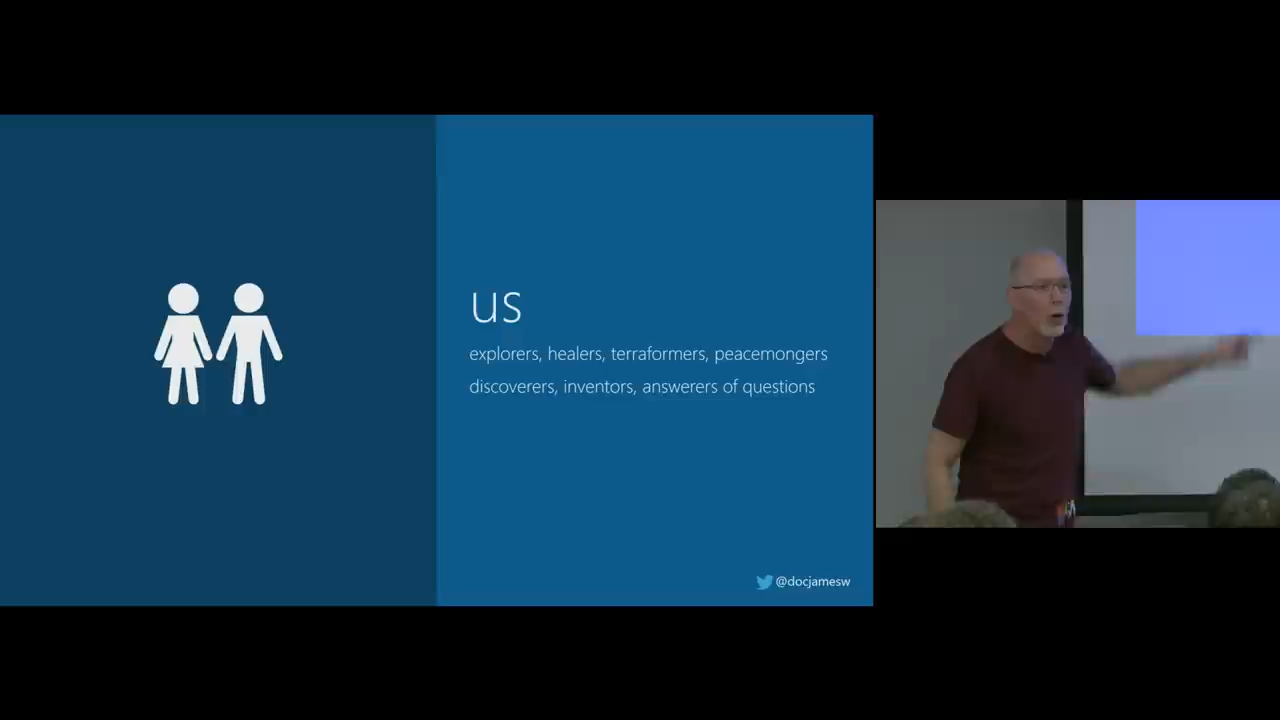 us
explorers, healers, terraformers, peacemongers
discoverers, inventors, answerers of questions
@docjamesw